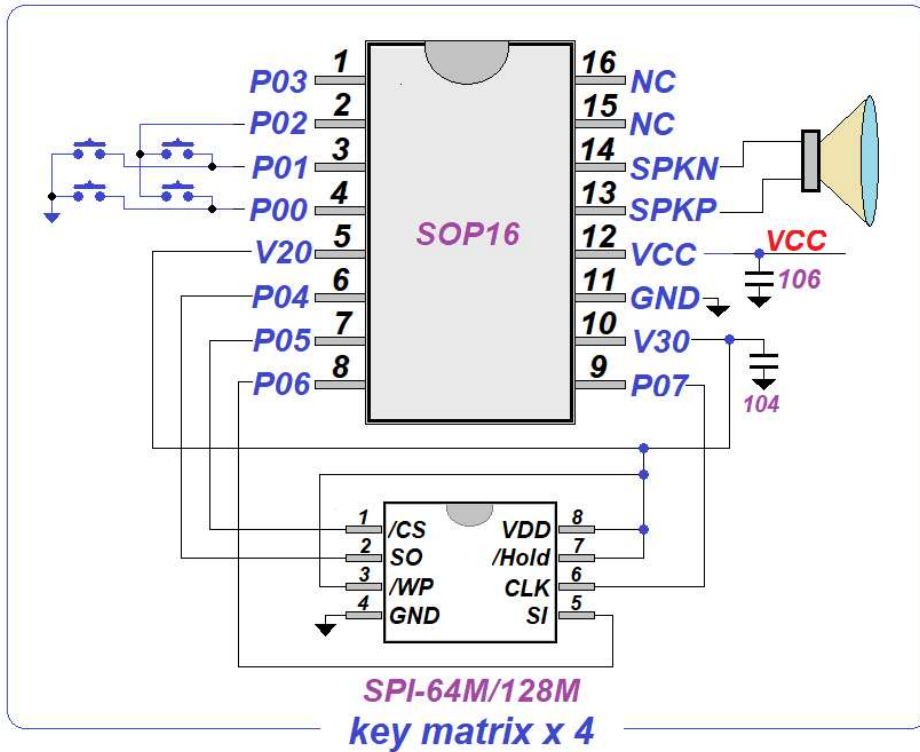 1
P03
2
P02
3
P01
4
P00
5
V20
6
P04
7
P05
8
P06
SOP16
16
NC
15
NC
14
SPKN
13
SPKP
12
VCC
VCC
106
11
GND
10
V30
104
9
P07
1
/CS
2
SO
3
/WP
4
GND
VDD
8
/Hold
7
CLK
6
SI
5
SPI-64M/128M
key matrix x 4